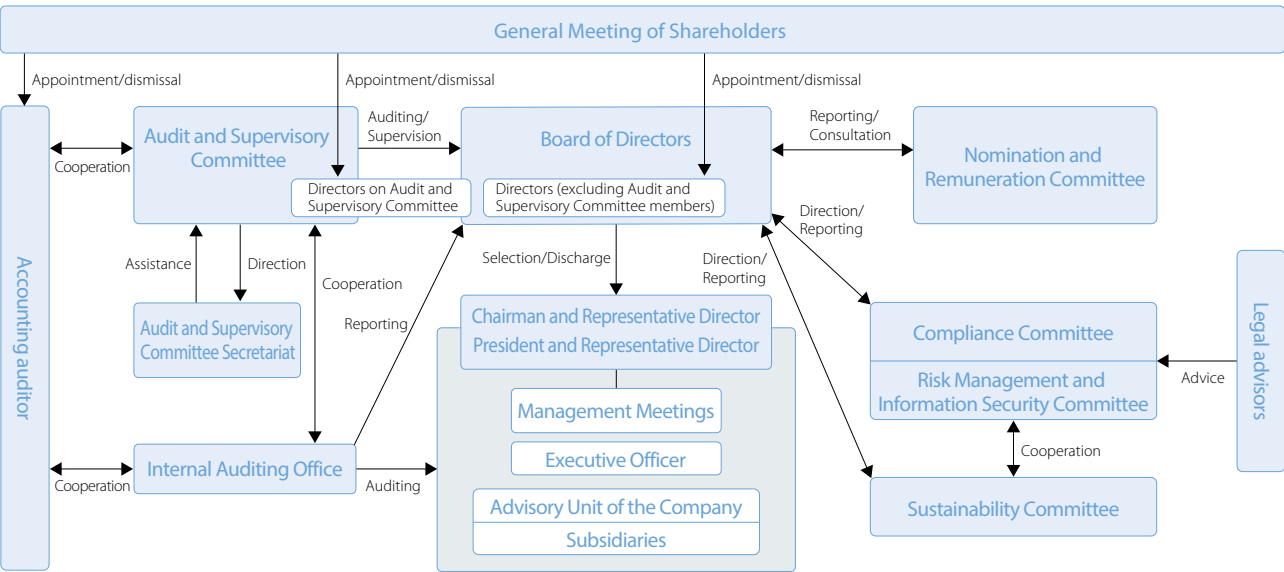 General Meeting of Shareholders
Appointment/dismissal
Appointment/dismissal
Appointment/dismissal
Accounting auditor
Cooperation
Audit and Supervisory
Committee
Auditing/
Supervision
Board of Directors
Reporting/
Consultation
Nomination and
Remuneration Committee
Directors on Audit and
Supervisory Committee
Directors (excluding Audit and
Supervisory Committee members)
Assistance
Direction
Cooperation
Reporting
Selection/Discharge
Direction/
Reporting
Direction/
Reporting
Audit and Supervisory
Committee Secretariat
Chairman and Representative Director
President and Representative Director
Compliance Committee
Risk Management and
Information Security Committee
Advice
Legal advisors
Management Meetings
Executive Officer
Cooperation
Internal Auditing Office
Cooperation
Auditing
Advisory Unit of the Company
Subsidiaries
Sustainability Committee